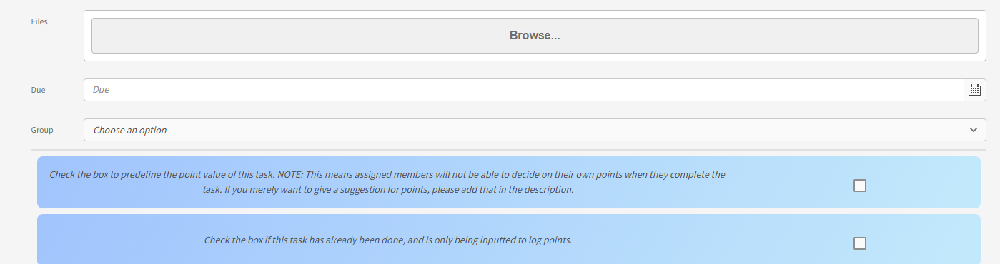 Files
Browse...
Due
Due
Group
Choose an option
Check the box to predefine the point value of this task. NOTE: This means assigned members will not be able to decide on their own points when they complete the
task. If you merely want to give a suggestion for points, please add that in the description.
Check the box if this task has already been done, and is only being inputted to log points.